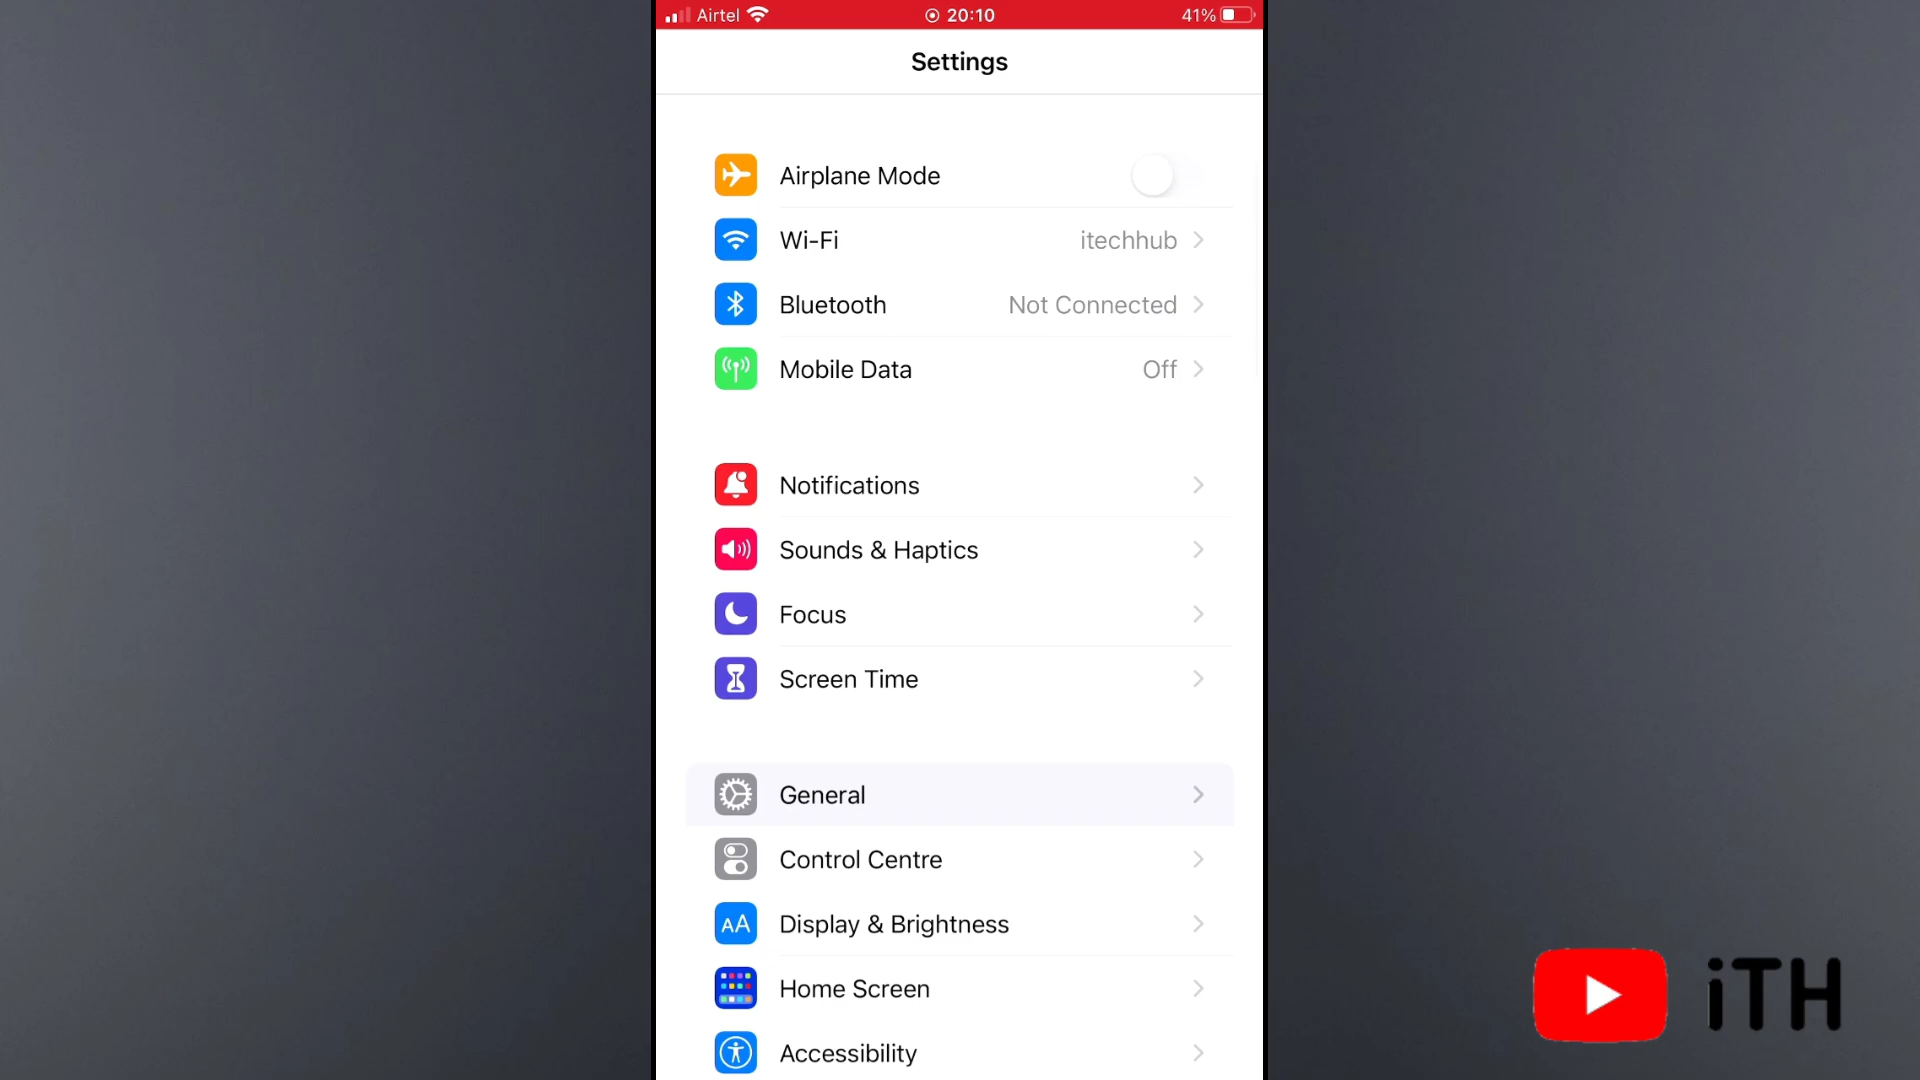 Airtel 20:10 41%
Settings
Airplane Mode
Wi-Fi itechhub
Bluetooth Not Connected
Mobile Data Off
Notifications
Sounds & Haptics
Focus
Screen Time
General
Control Centre
AA Display & Brightness
Home Screen
Accessibility
iTH